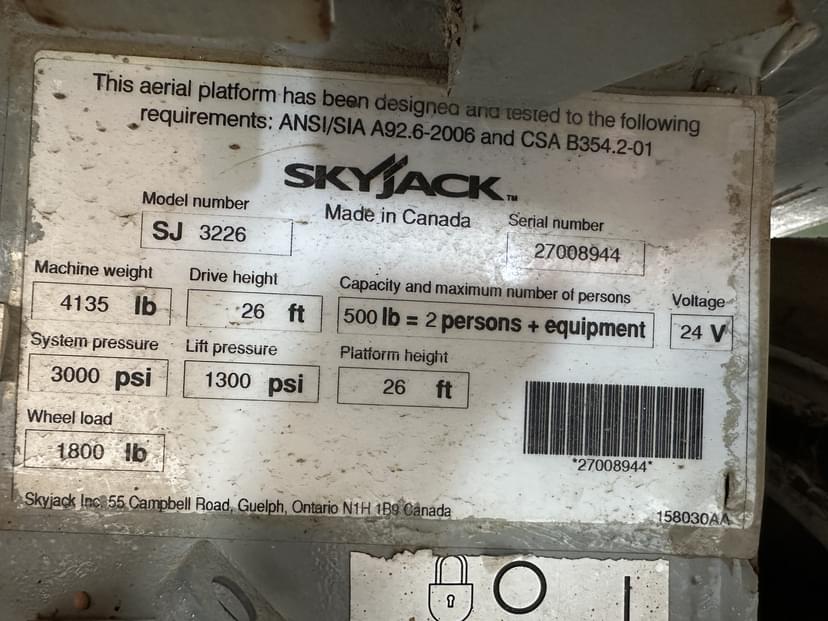 This aerial platform has been designed and tested to the following
requirements: ANSI/SIA A92.6-2006 and CSA B354.2-01
SKYJACK™
Made in Canada
Model number
SJ 3226
Serial number
27008944
Machine weight
4135 lb
Drive height
26 ft
Capacity and maximum number of persons
500 lb = 2 persons + equipment
Voltage
24 V
System pressure
3000 psi
Lift pressure
1300 psi
Platform height
26 ft
Wheel load
1800 lb
*27008944*
Skyjack Inc. 55 Campbell Road, Guelph, Ontario N1H 1B9 Canada
158030AA